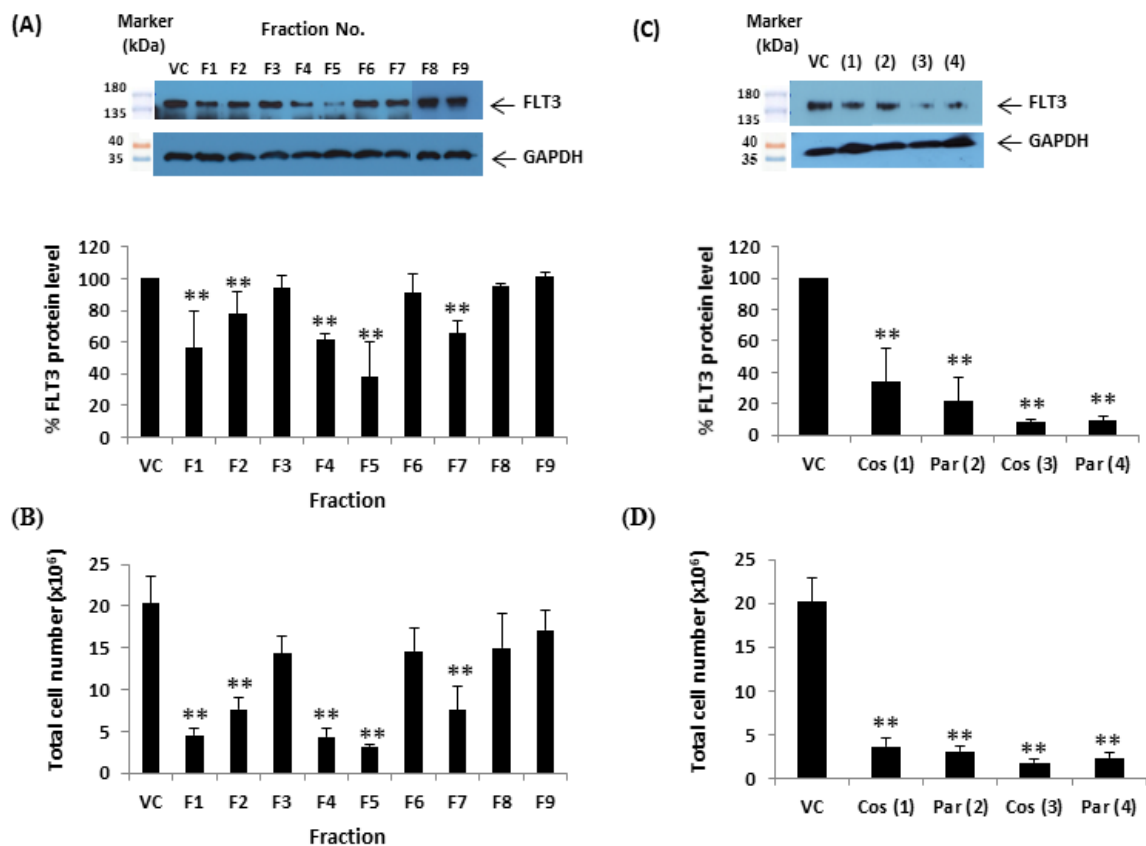 (A)
Marker
(kDa)
Fraction No.
VC F1 F2 F3 F4 F5 F6 F7 F8 F9
180
135
FLT3
40
35
GAPDH
% FLT3 protein level
120
100
80
60
40
20
0
** ** ** ** **
VC F1 F2 F3 F4 F5 F6 F7 F8 F9
Fraction
(B)
Total cell number (x10⁶)
25
20
15
10
5
0
** ** ** ** **
VC F1 F2 F3 F4 F5 F6 F7 F8 F9
Fraction
(C)
Marker
(kDa)
VC (1) (2) (3) (4)
180
135
FLT3
40
35
GAPDH
% FLT3 protein level
120
100
80
60
40
20
0
** ** ** **
VC Cos (1) Par (2) Cos (3) Par (4)
(D)
Total cell number (x10⁶)
25
20
15
10
5
0
** ** ** **
VC Cos (1) Par (2) Cos (3) Par (4)